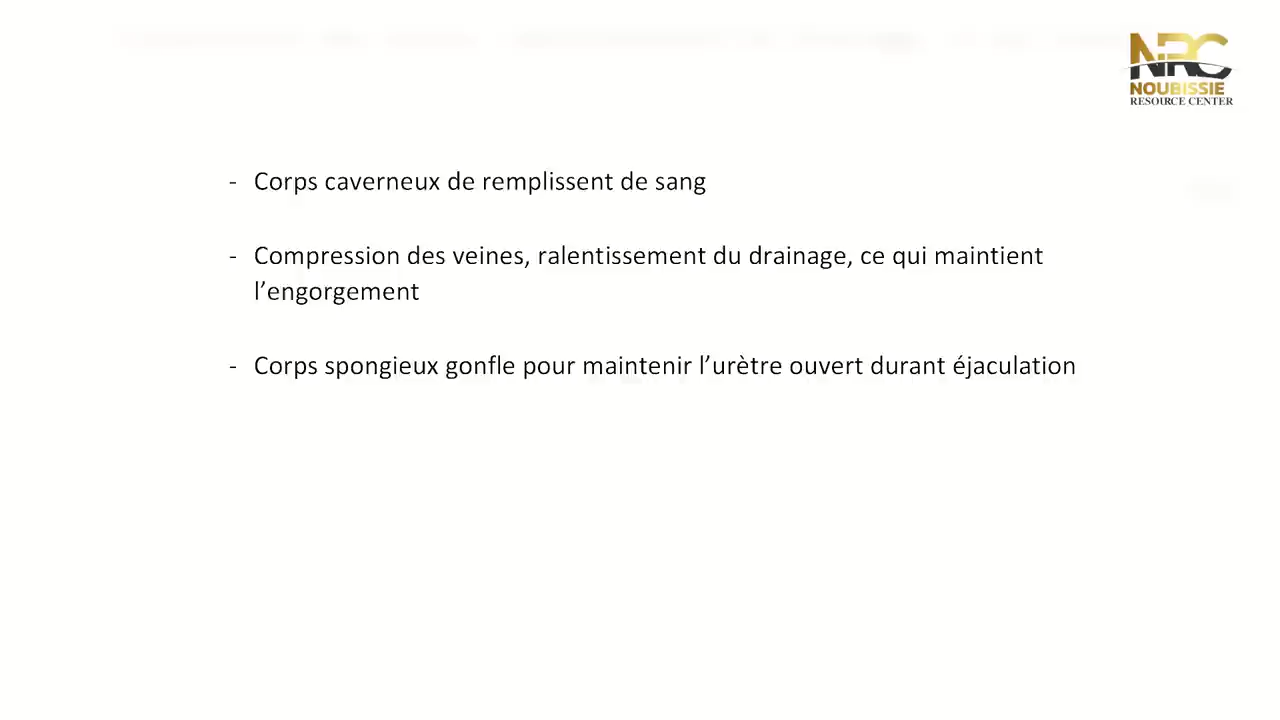 NRC
NOUBISSIE
RESOURCE CENTER
- Corps caverneux de remplissent de sang
- Compression des veines, ralentissement du drainage, ce qui maintient
l’engorgement
- Corps spongieux gonfle pour maintenir l’urètre ouvert durant éjaculation